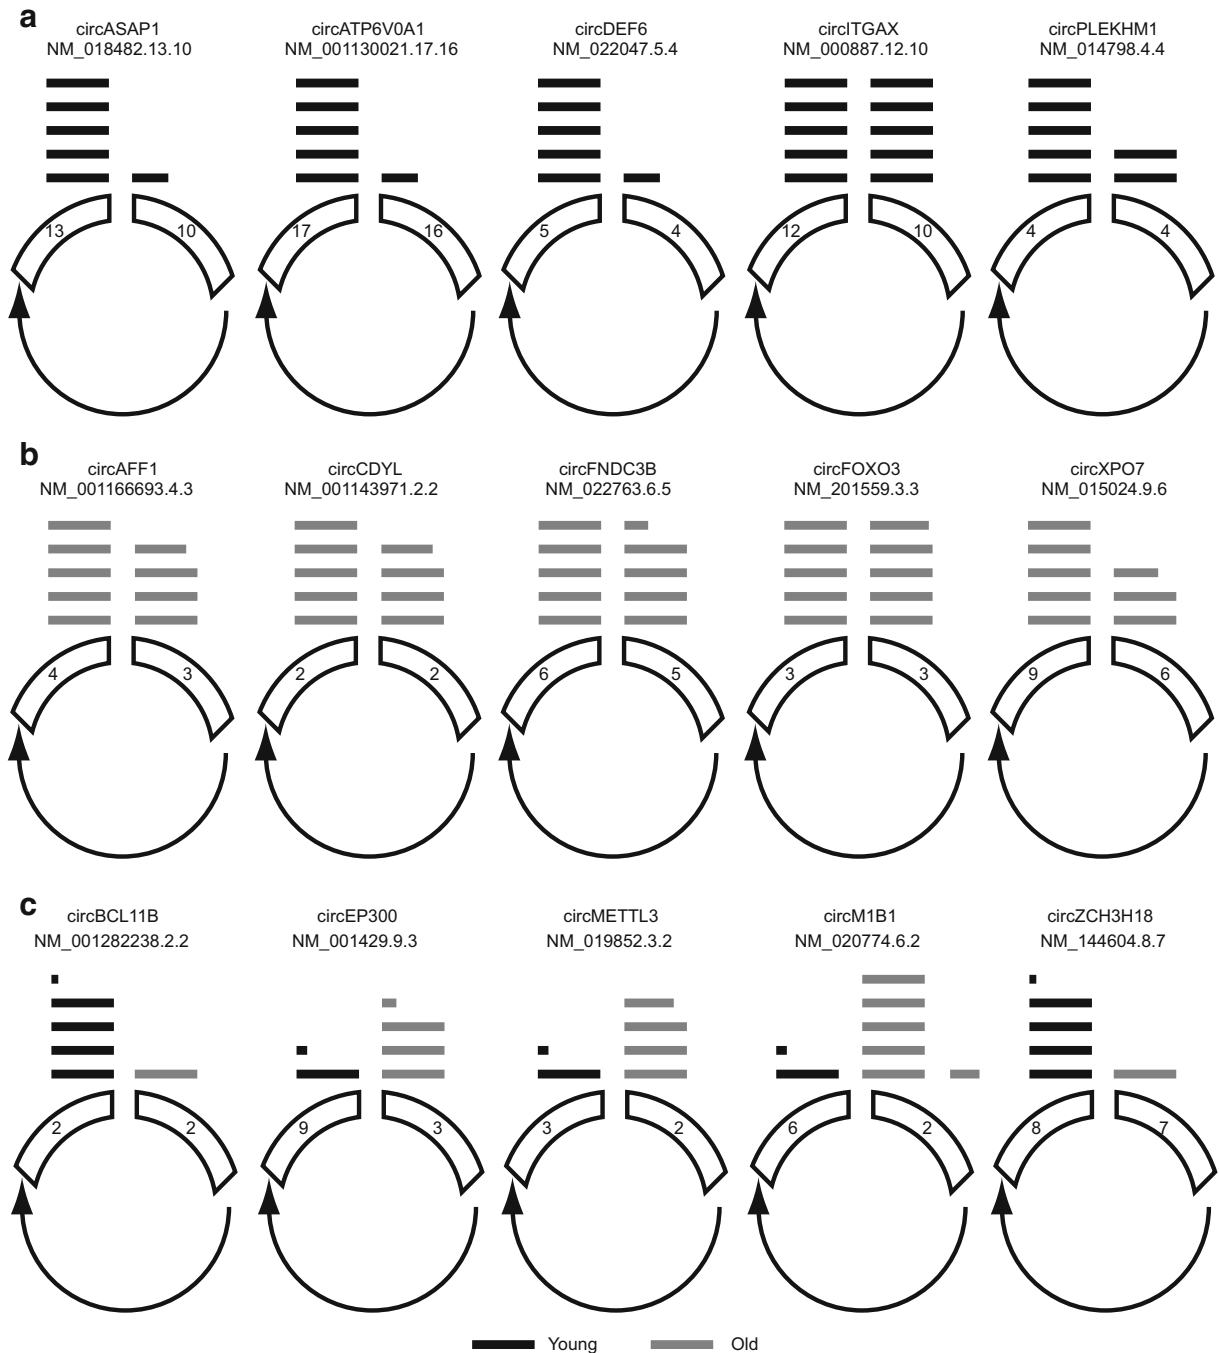 a
circASAP1
NM_018482.13.10
circATP6V0A1
NM_001130021.17.16
circDEF6
NM_022047.5.4
circITGAX
NM_000887.12.10
circPLEKHM1
NM_014798.4.4
13
10
17
16
5
4
12
10
4
4
b
circAFF1
NM_001166693.4.3
circCDYL
NM_001143971.2.2
circFNDC3B
NM_022763.6.5
circFOXO3
NM_201559.3.3
circXPO7
NM_015024.9.6
4
3
2
2
6
5
3
3
9
6
c
circBCL11B
NM_001282238.2.2
circEP300
NM_001429.9.3
circMETTL3
NM_019852.3.2
circM1B1
NM_020774.6.2
circZCH3H18
NM_144604.8.7
2
2
9
3
3
2
6
2
8
7
Young
Old